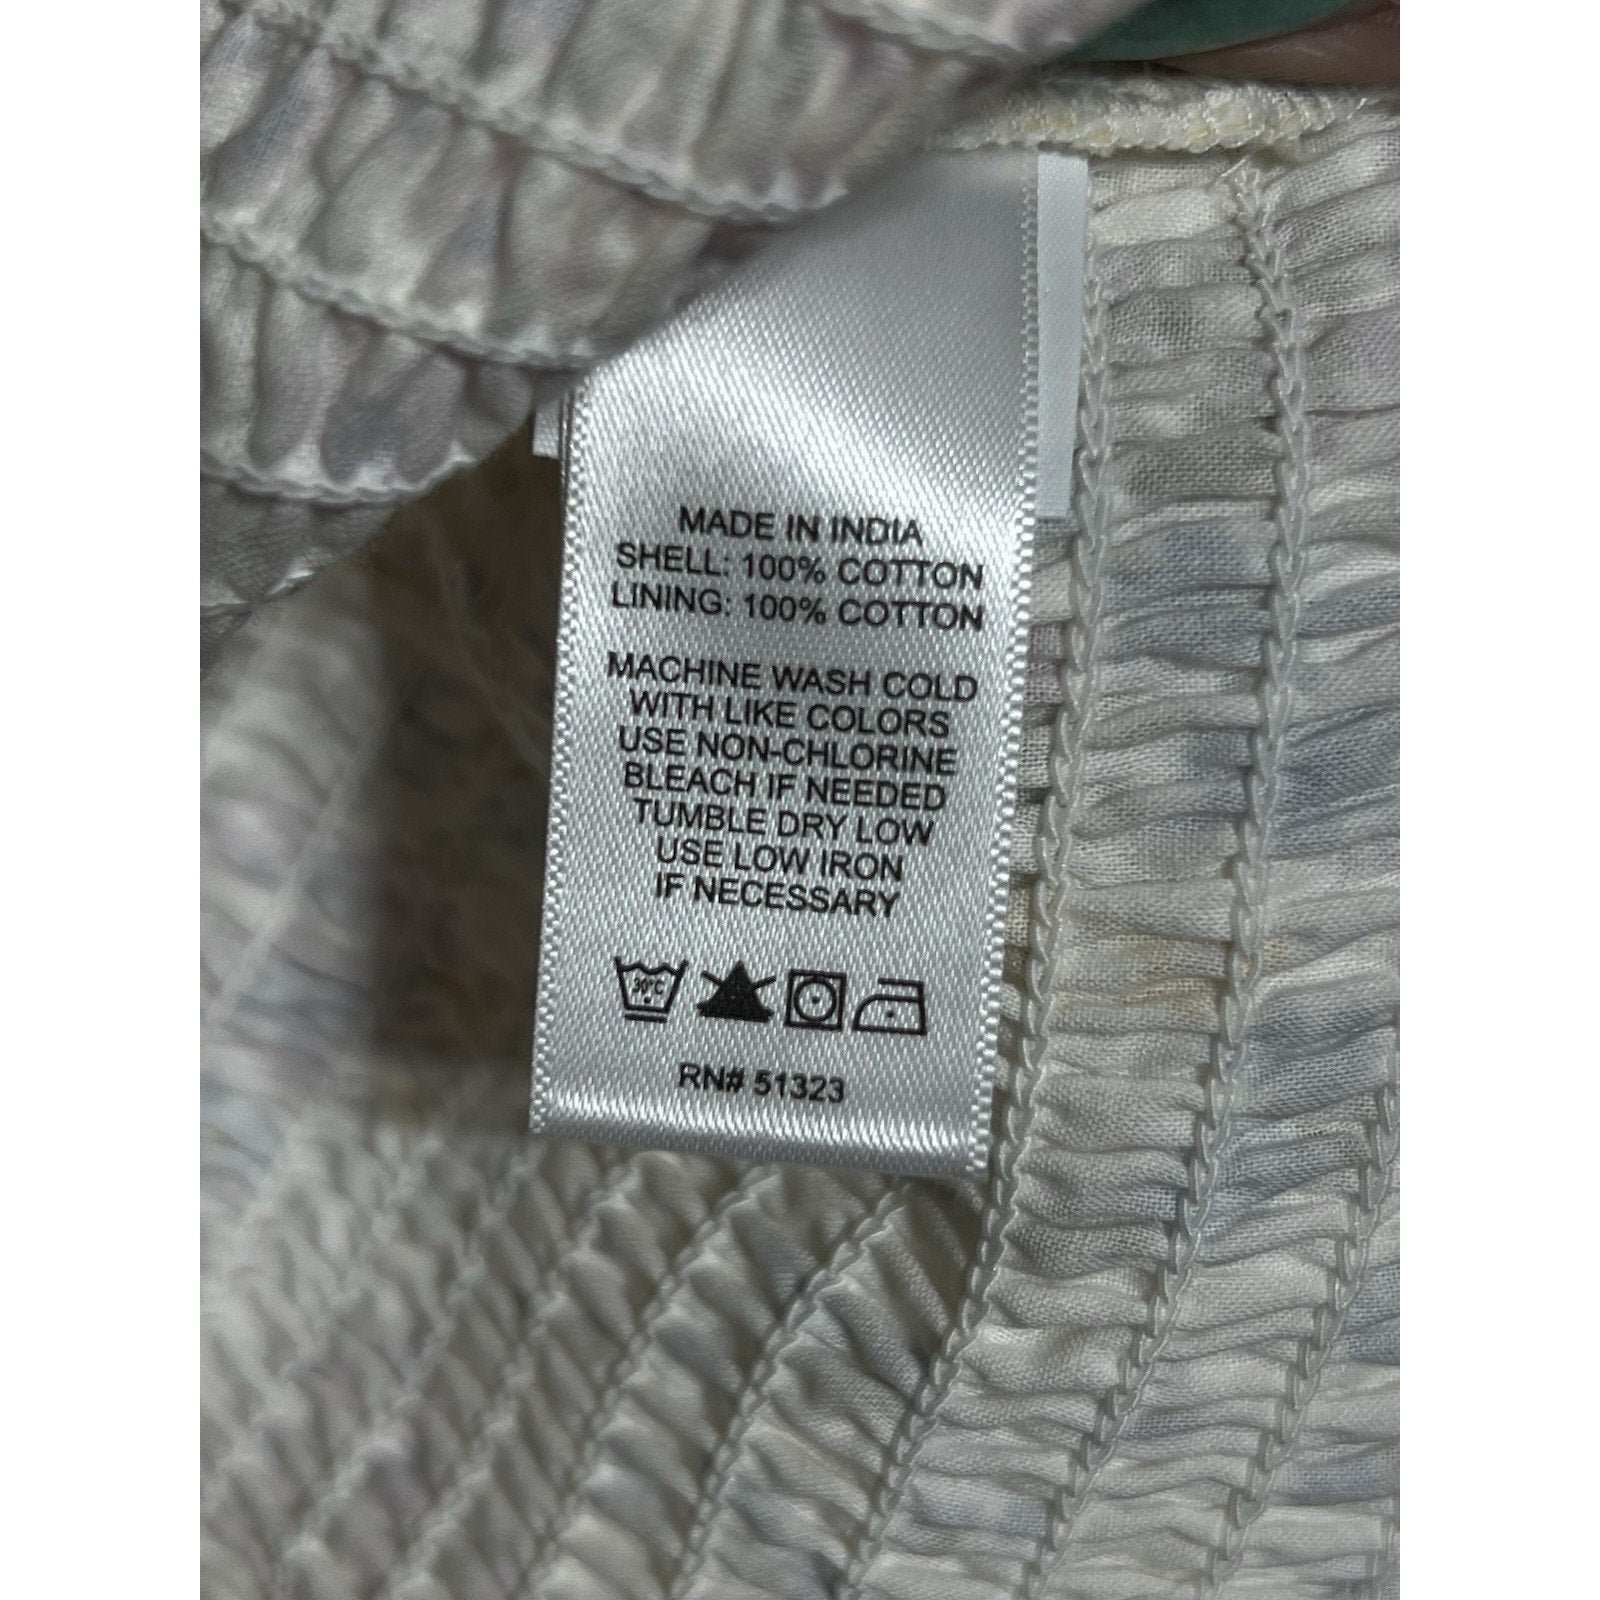 MADE IN INDIA
SHELL: 100% COTTON
LINING: 100% COTTON
MACHINE WASH COLD
WITH LIKE COLORS
USE NON-CHLORINE
BLEACH IF NEEDED
TUMBLE DRY LOW
USE LOW IRON
IF NECESSARY
30°C
RN# 51323